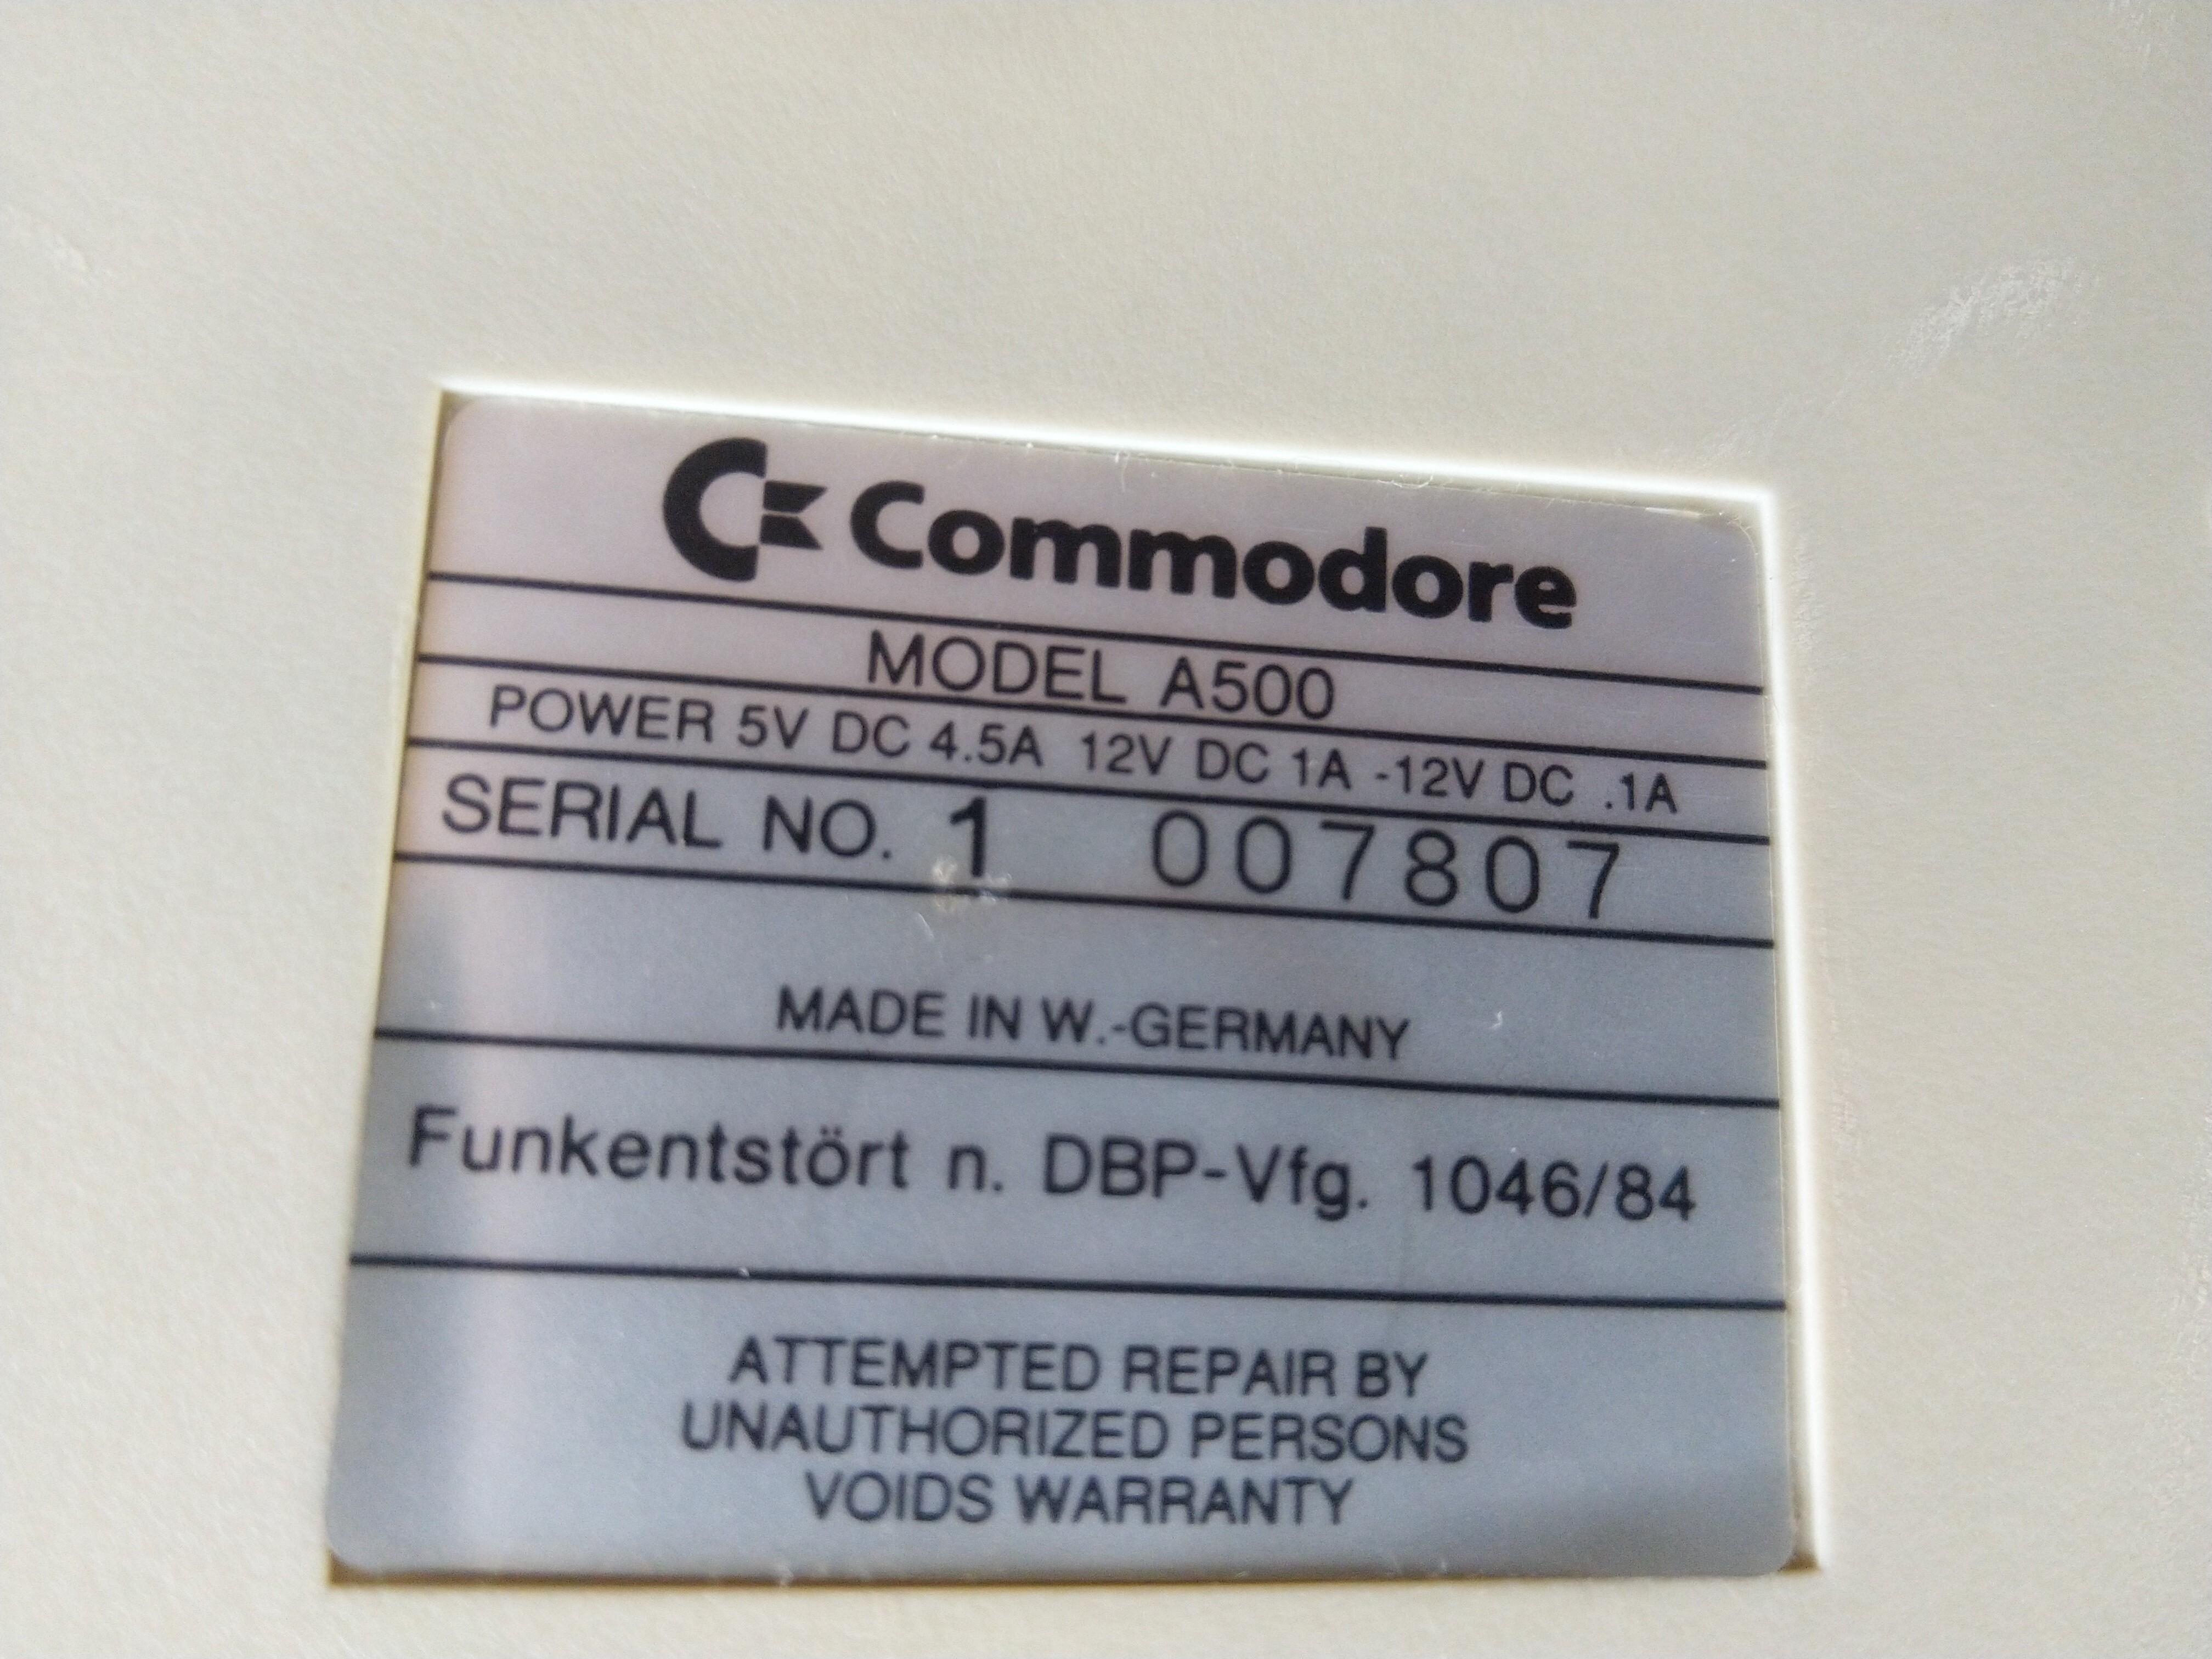 Commodore
MODEL A500
POWER 5V DC 4.5A 12V DC 1A -12V DC .1A
SERIAL NO. 1 007807
MADE IN W.-GERMANY
Funkentstört n. DBP-Vfg. 1046/84
ATTEMPTED REPAIR BY
UNAUTHORIZED PERSONS
VOIDS WARRANTY